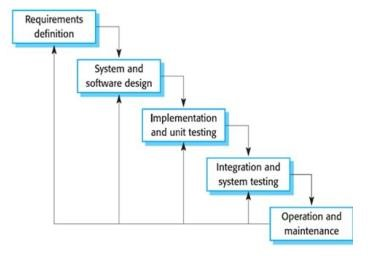 Requirements
definition
System and
software design
Implementation
and unit testing
Integration and
system testing
Operation and
maintenance